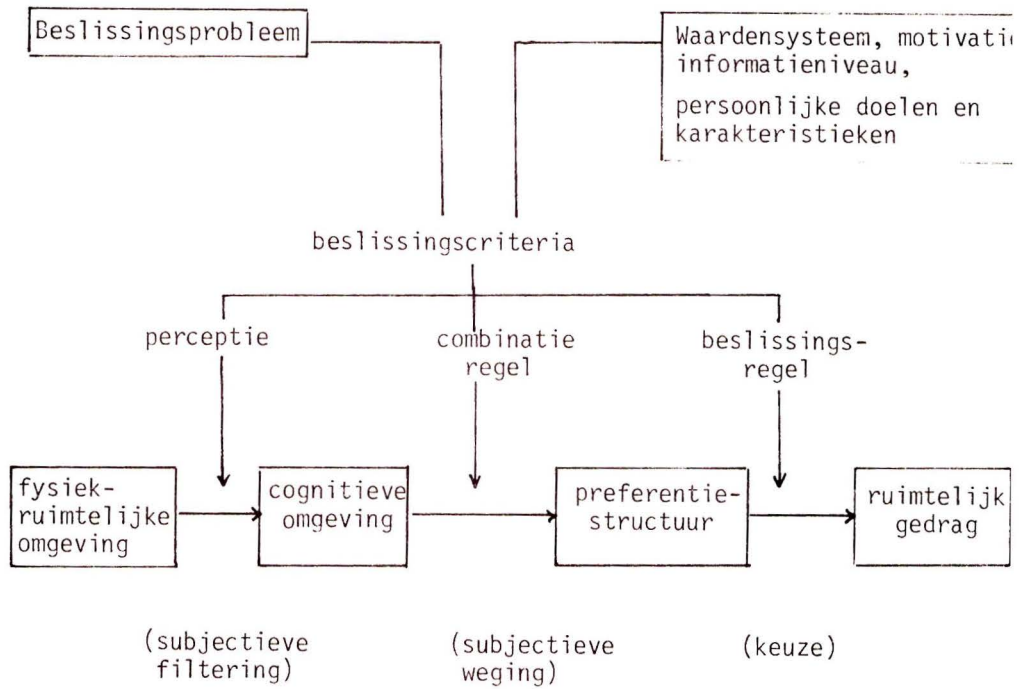 Beslissingsprobleem
Waardensysteem, motivati
informatieniveau,
persoonlijke doelen en
karakteristieken
beslissingscriteria
perceptie
combinatie
regel
beslissings-
regel
fysiek-
ruimtelijke
omgeving
cognitieve
omgeving
preferentie-
structuur
ruimtelijk
gedrag
(subjectieve
filtering)
(subjectieve
weging)
(keuze)